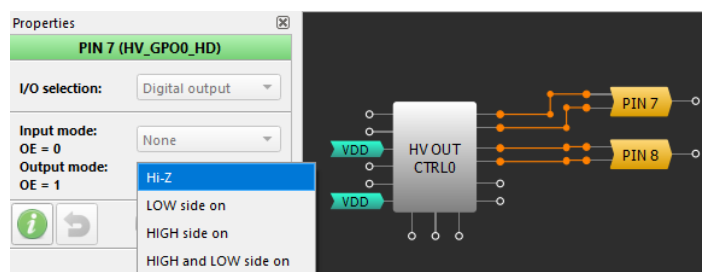 Properties
PIN 7 (HV_GPO0_HD)
I/O selection:
Digital output
Input mode:
OE = 0
None
Output mode:
OE = 1
Hi-Z
LOW side on
HIGH side on
HIGH and LOW side on
VDD
VDD
HV OUT
CTRL0
PIN 7
PIN 8